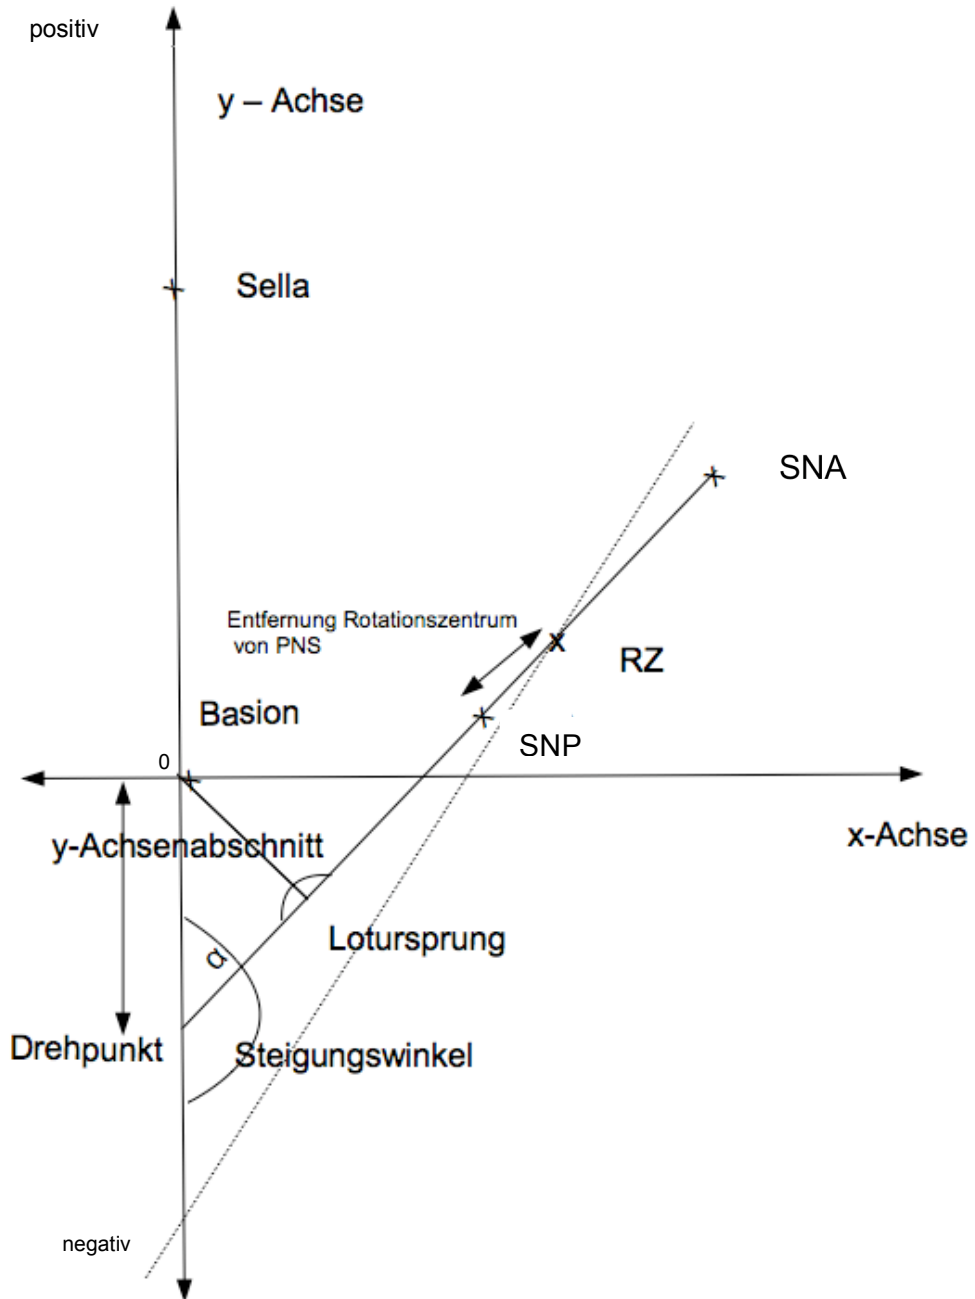 positiv
y – Achse
Sella
SNA
Entfernung Rotationszentrum
von PNS
x
RZ
Basion
SNP
0
x-Achse
y-Achsenabschnitt
Lotursprung
α
Drehpunkt
Steigungswinkel
negativ